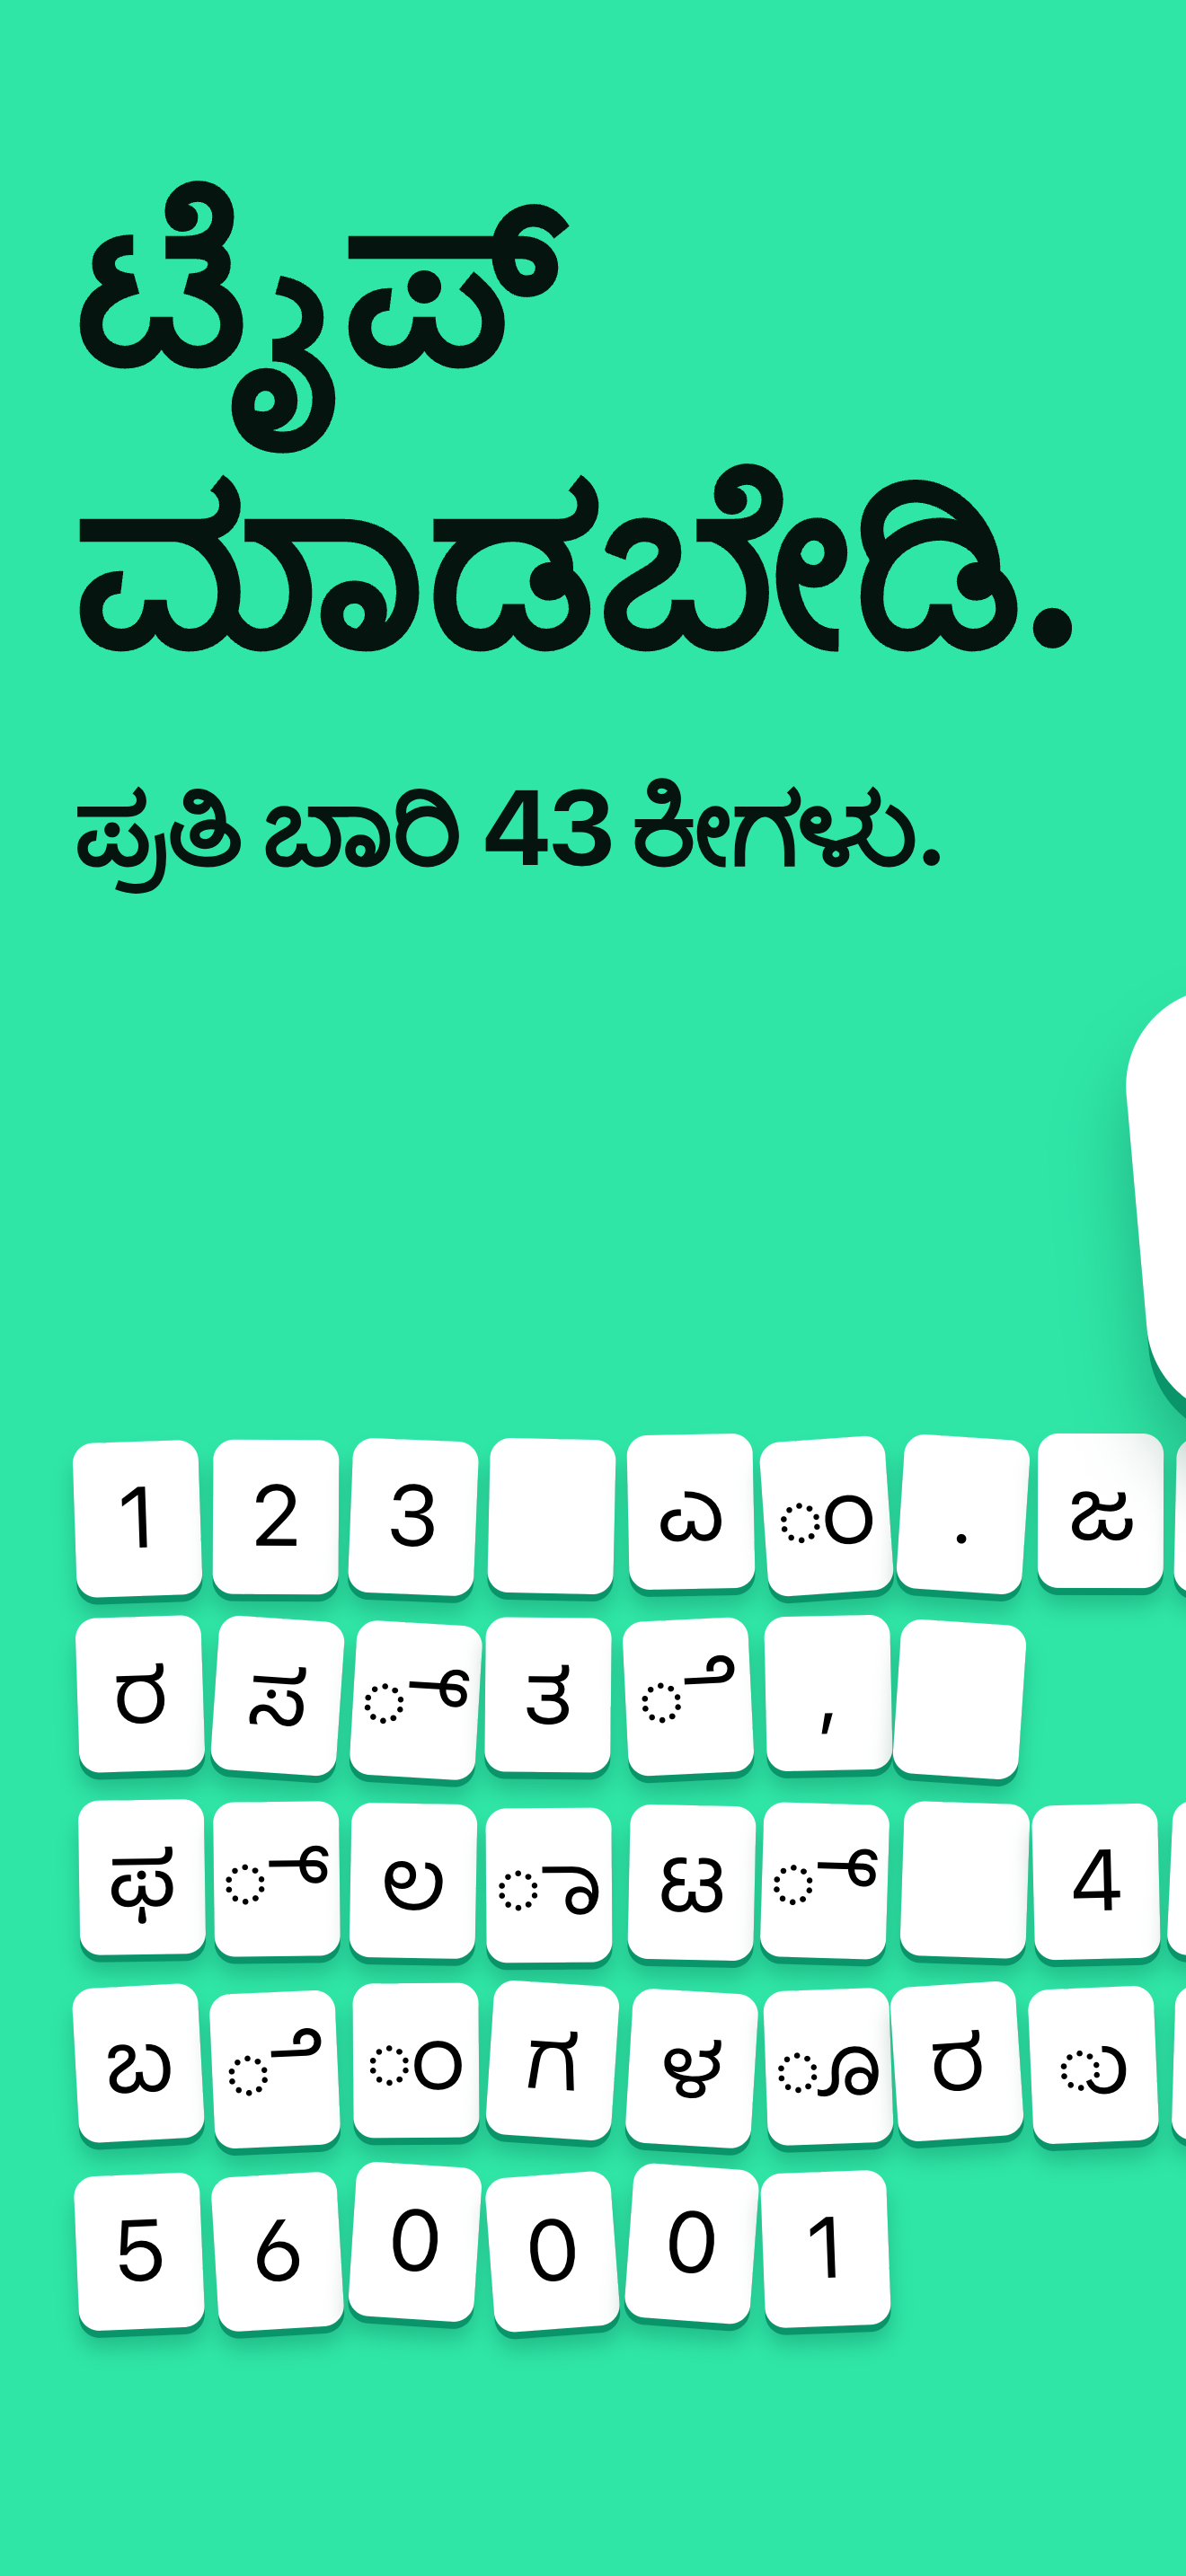 ಟೈಪ್
ಮಾಡಬೇಡಿ.
ಪ್ರತಿ ಬಾರಿ 43 ಕೀಗಳು.
1 2 3 ಎ ಂ . ಜ
ರ ಸ ್ ತ ೆ ,
ಫ ್ ಲ ಾ ಟ ್ 4
ಬ ೆ ಂ ಗ ಳ ೂ ರ ು
5 6 0 0 0 1